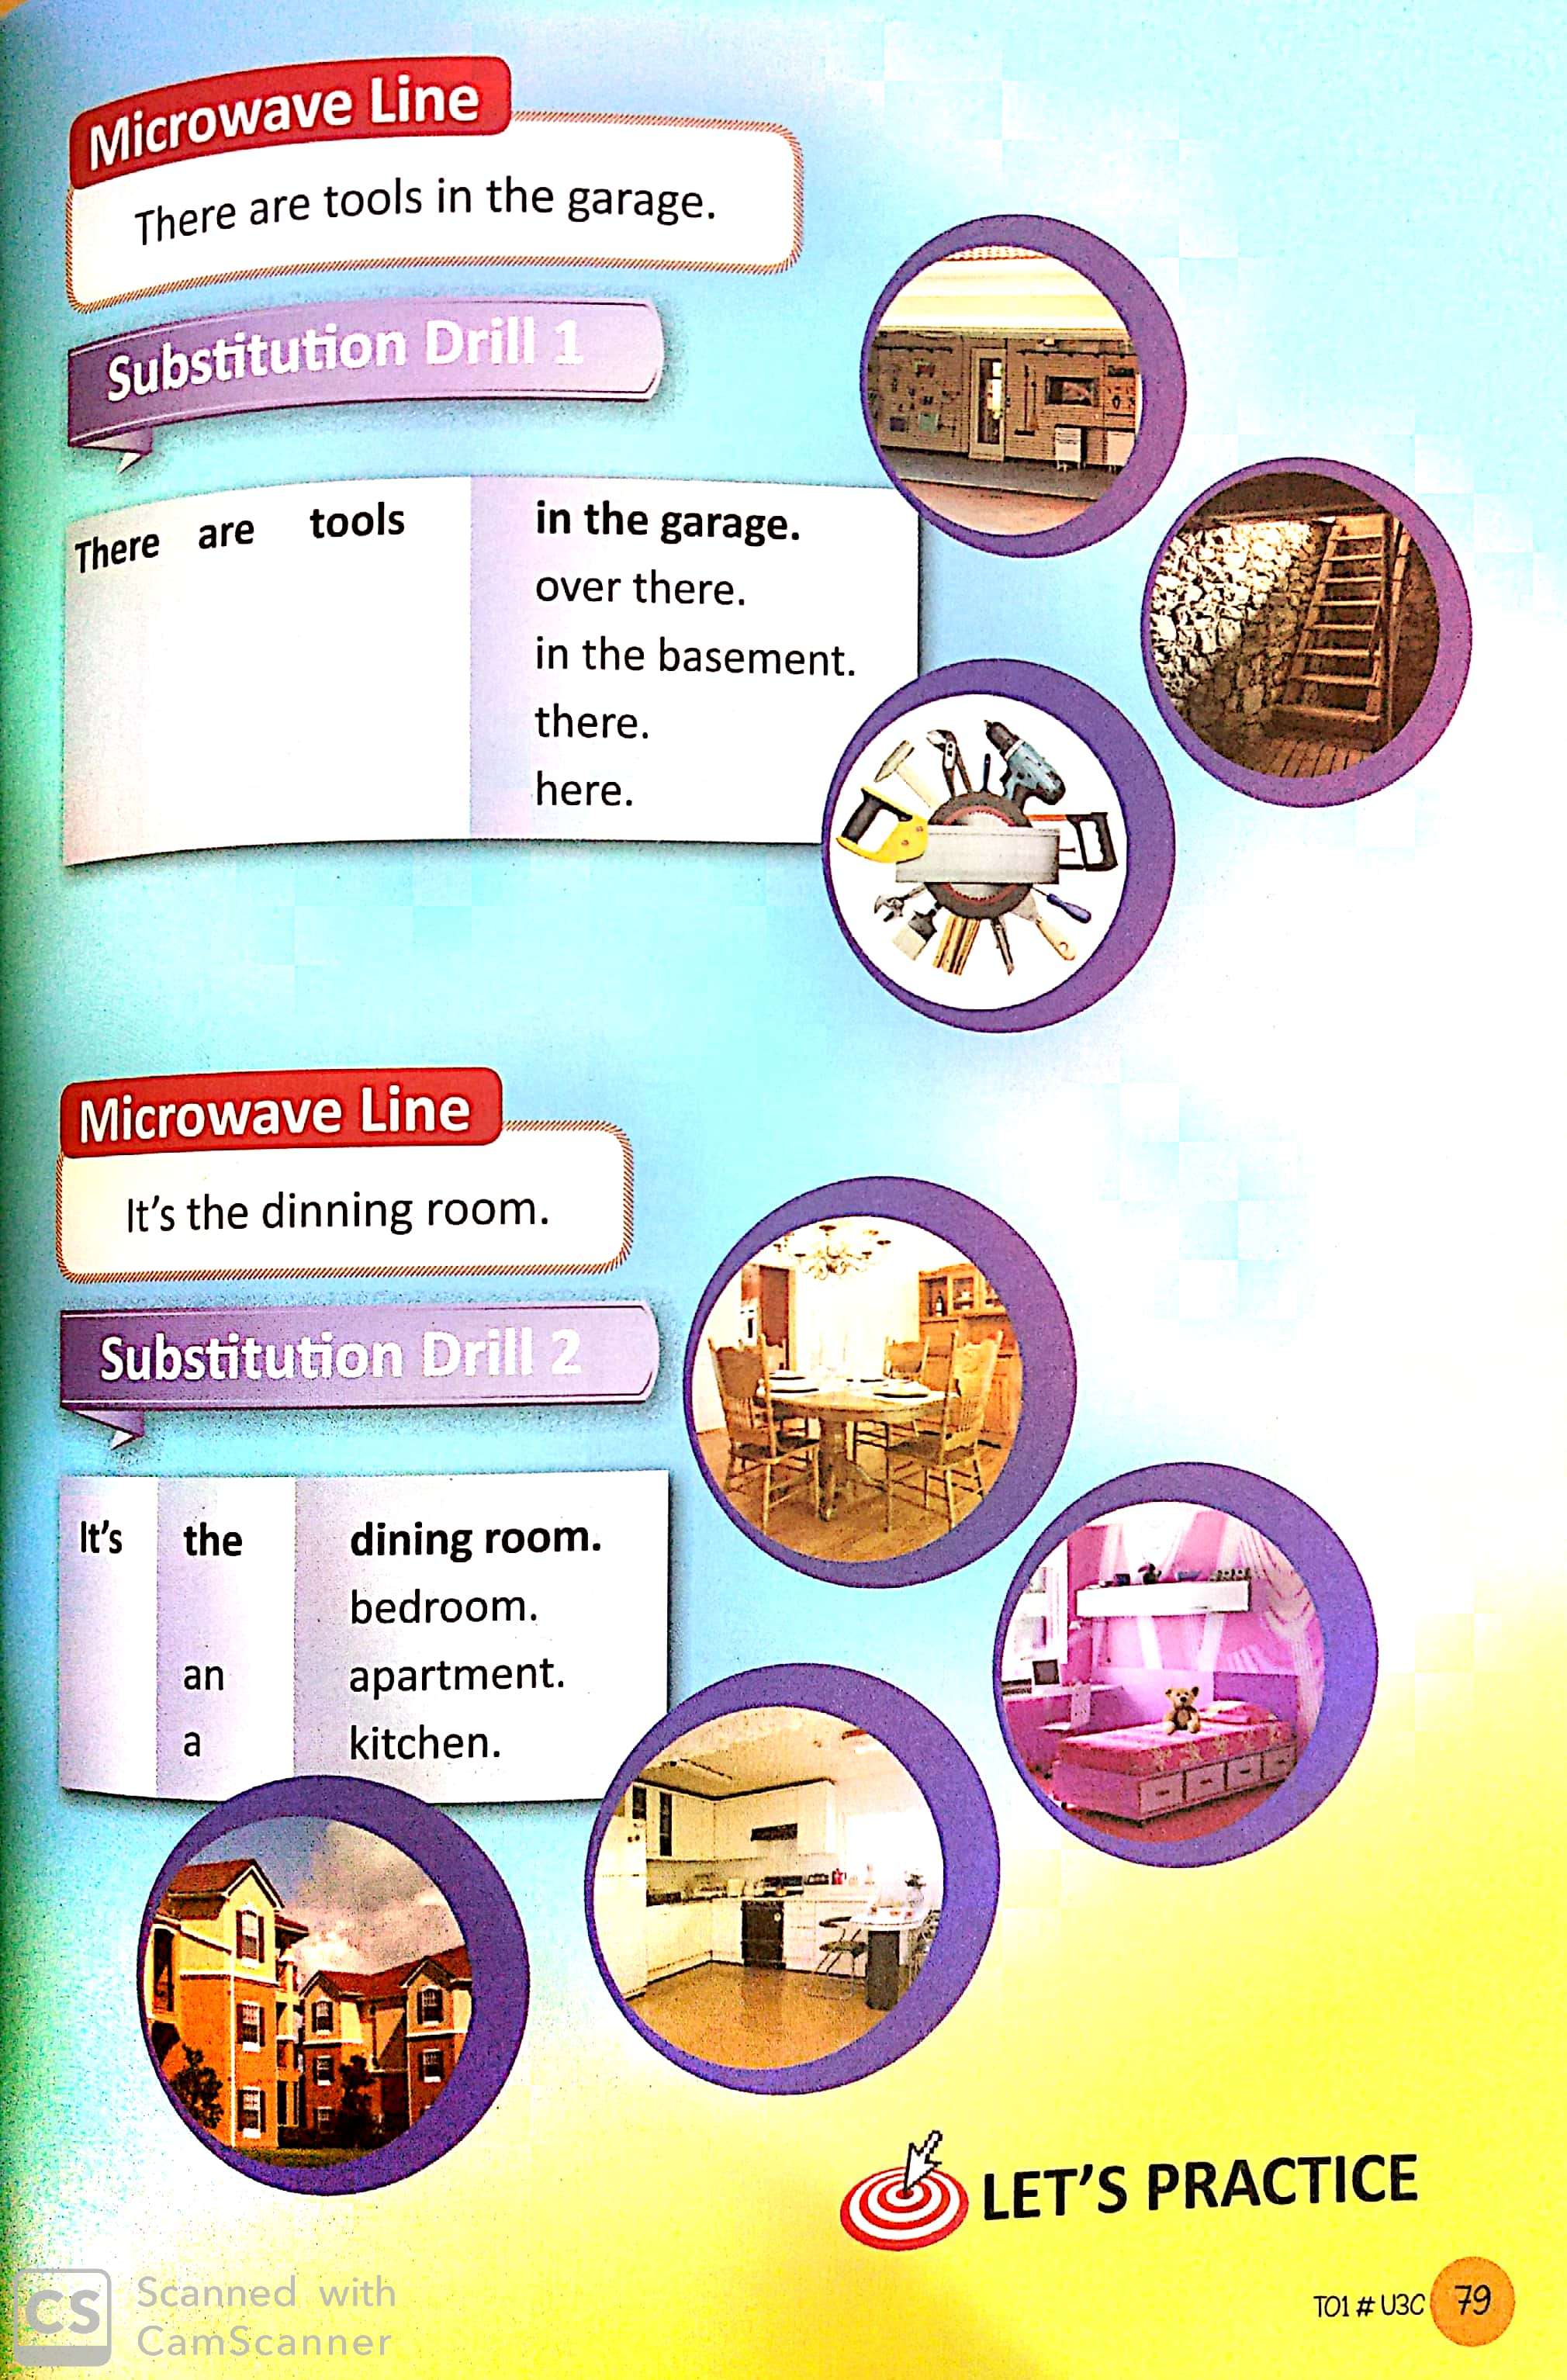 Microwave Line
There are tools in the garage.
Substitution Drill 1
There are tools in the garage.
over there.
in the basement.
there.
here.
Microwave Line
It's the dinning room.
Substitution Drill 2
It's the dining room.
bedroom.
an apartment.
a kitchen.
LET'S PRACTICE
TO1 # U3C 79
CS Scanned with
CamScanner